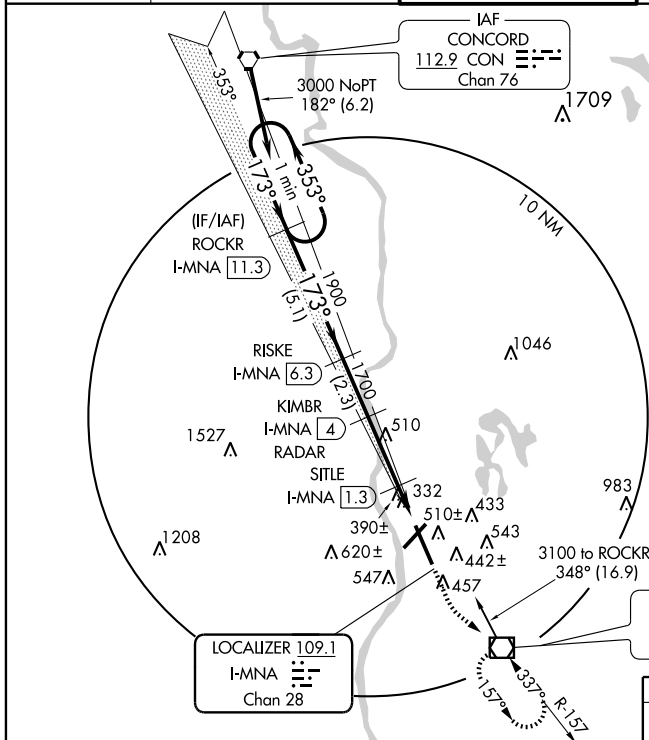 IAF
CONCORD
112.9 CON
Chan 76
3000 NoPT
182° (6.2)
1709
353°
173°
1 min
353°
10 NM
(IF/IAF)
ROCKR
I-MNA 11.3
173°
1900
(5.1)
1046
RISKE
I-MNA 6.3
1700
(2.3)
KIMBR
I-MNA 4
RADAR
510
1527
SITLE
I-MNA 1.3
332
390±
510±
433
983
1208
620±
543
442±
547
457
3100 to ROCKR
348° (16.9)
LOCALIZER 109.1
I-MNA
Chan 28
157°
337°
R-157